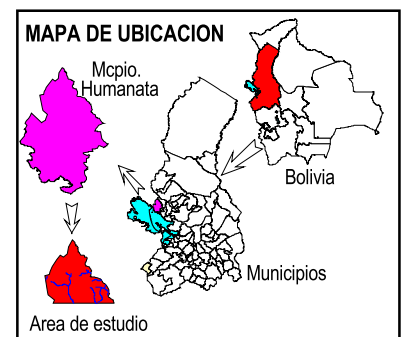 MAPA DE UBICACION
Mcpio.
Humanata
Bolivia
Municipios
Area de estudio